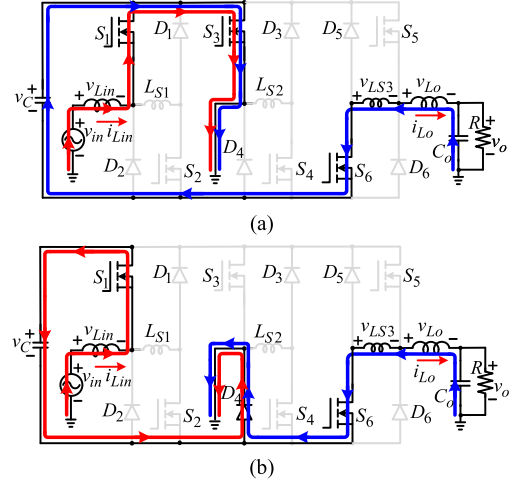 S1 D1 S3 D3 D5 S5
vC + − + vLin − LS1 LS2 + vLS3 − + vLo −
+ vin − iLin D2 S2 D4 S4 S6 iLo D6 Co R + vo −
(a)
S1 D1 S3 D3 D5 S5
vC + − + vLin − LS1 LS2 + vLS3 − + vLo −
+ vin − iLin D2 S2 D4 S4 S6 iLo D6 Co R + vo −
(b)